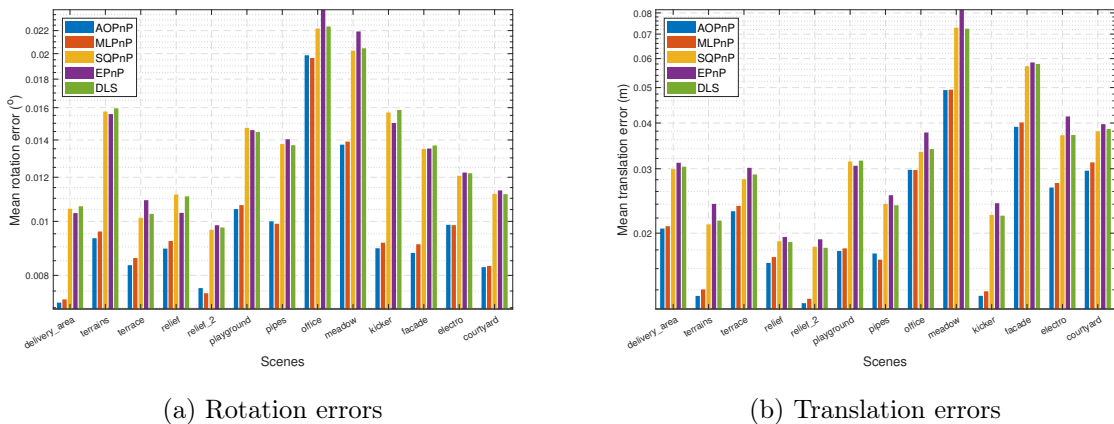 AOPnP
MLPnP
SQPnP
EPnP
DLS
0.022
0.02
0.018
0.016
0.014
0.012
0.01
0.008
Mean rotation error (°)
delivery_area
terrains
terrace
relief
relief_2
playground
pipes
office
meadow
kicker
facade
electro
courtyard
Scenes
(a) Rotation errors
AOPnP
MLPnP
SQPnP
EPnP
DLS
0.08
0.07
0.06
0.05
0.04
0.03
0.02
Mean translation error (m)
delivery_area
terrains
terrace
relief
relief_2
playground
pipes
office
meadow
kicker
facade
electro
courtyard
Scenes
(b) Translation errors